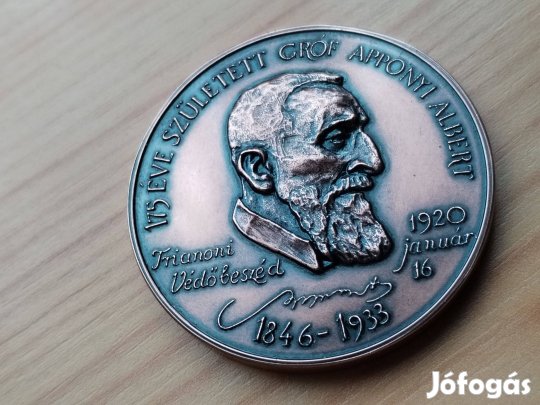 175 ÉVE SZÜLETETT GRÓF APPONYI ALBERT
Trianoni
Védőbeszéd
1920
január
16
1846-1933
Jófogás